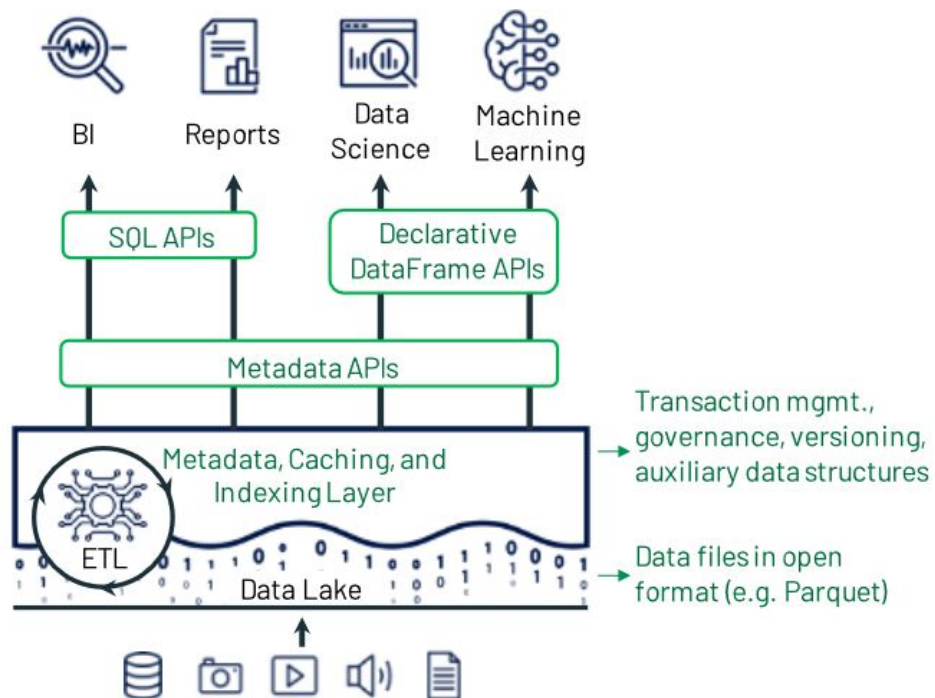 BI
Reports
Data
Science
Machine
Learning
SQL APIs
Declarative
DataFrame APIs
Metadata APIs
Metadata, Caching, and
Indexing Layer
Transaction mgmt.,
governance, versioning,
auxiliary data structures
ETL
Data Lake
Data files in open
format (e.g. Parquet)